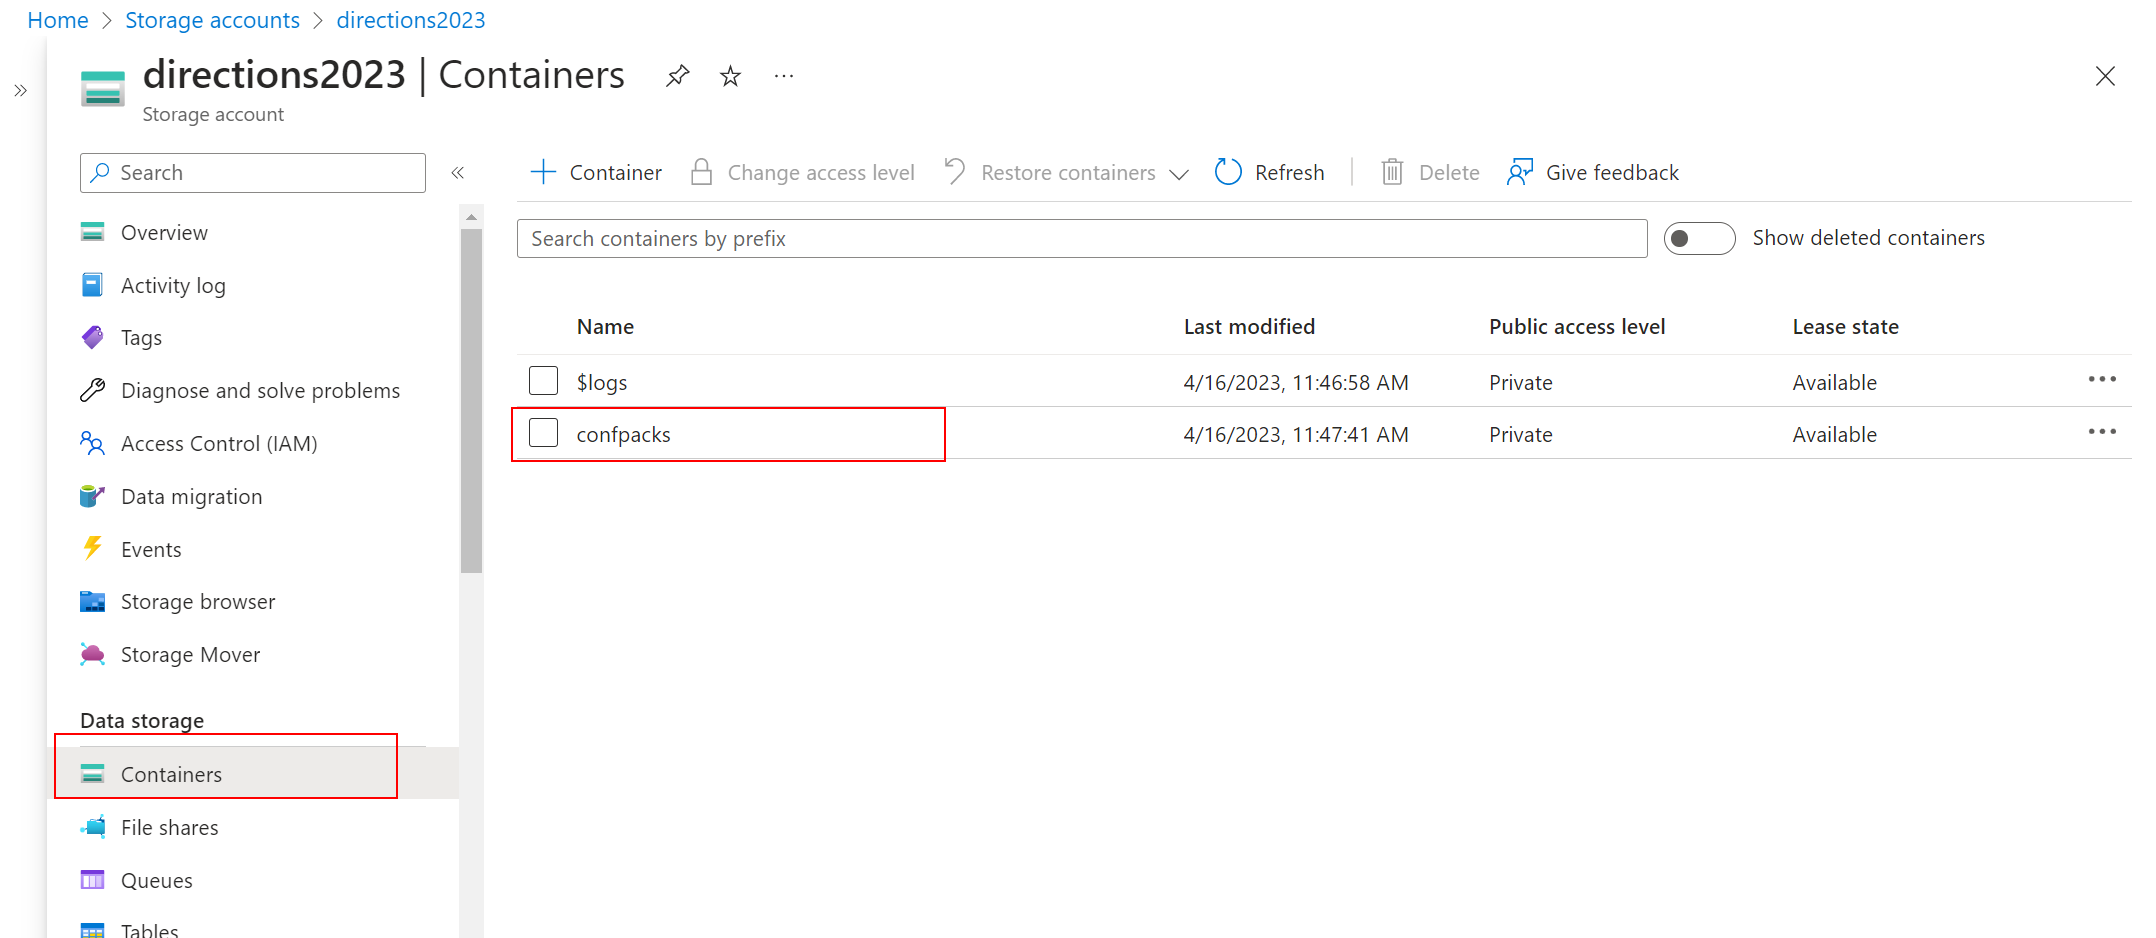 Home > Storage accounts > directions2023
directions2023 | Containers
Storage account
Search
Overview
Activity log
Tags
Diagnose and solve problems
Access Control (IAM)
Data migration
Events
Storage browser
Storage Mover
Data storage
Containers
File shares
Queues
Tables
Container Change access level Restore containers Refresh Delete Give feedback
Search containers by prefix Show deleted containers
Name Last modified Public access level Lease state
$logs 4/16/2023, 11:46:58 AM Private Available
confpacks 4/16/2023, 11:47:41 AM Private Available